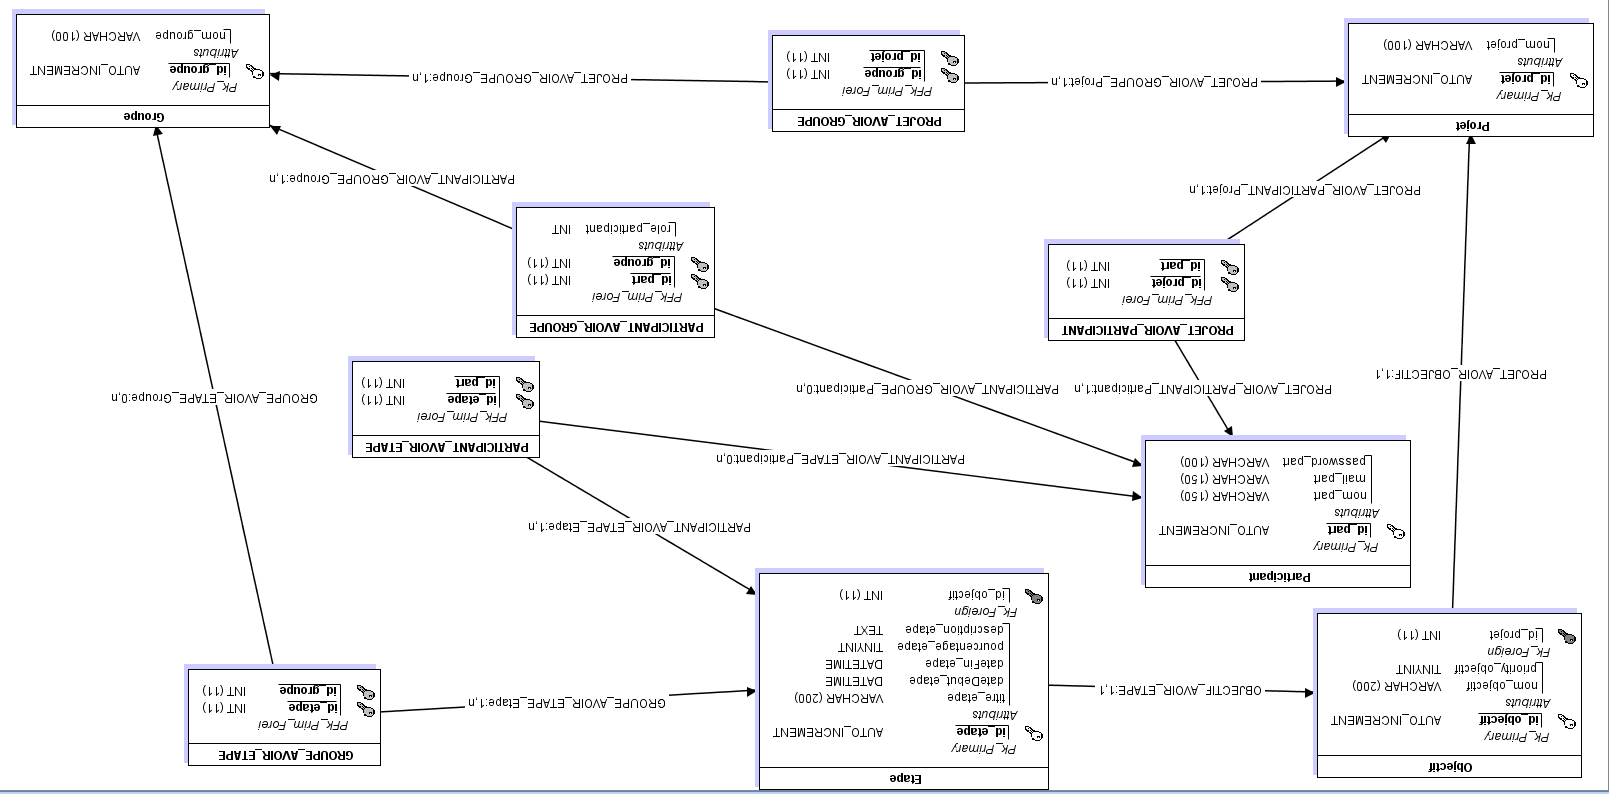 Objectif
Pk_Primary
id_objectif AUTO_INCREMENT
Attributs
nom_objectif VARCHAR (200)
priority_objectif TINYINT
Fk_Foreign
id_projet INT (11)
OBJECTIF_AVOIR_ETAPE:1,1
Etape
Pk_Primary
id_etape AUTO_INCREMENT
Attributs
titre_etape VARCHAR (200)
dateDebut_etape DATETIME
dateFin_etape DATETIME
pourcentage_etape TINYINT
description_etape TEXT
Fk_Foreign
id_objectif INT (11)
GROUPE_AVOIR_ETAPE_Etape:1,n
GROUPE_AVOIR_ETAPE
PFK_Prim_Forei
id_etape INT (11)
id_groupe INT (11)
Participant
Pk_Primary
id_part AUTO_INCREMENT
Attributs
nom_part VARCHAR (150)
mail_part VARCHAR (150)
password_part VARCHAR (100)
PARTICIPANT_AVOIR_ETAPE_Etape:1,n
PARTICIPANT_AVOIR_ETAPE_Participant:0,n
PARTICIPANT_AVOIR_ETAPE
PFK_Prim_Forei
id_etape INT (11)
id_part INT (11)
PROJET_AVOIR_OBJECTIF:1,1
PROJET_AVOIR_PARTICIPANT_Participant:1,n
PARTICIPANT_AVOIR_GROUPE_Participant:0,n
GROUPE_AVOIR_ETAPE_Groupe:0,n
PROJET_AVOIR_PARTICIPANT
PFK_Prim_Forei
id_projet INT (11)
id_part INT (11)
PARTICIPANT_AVOIR_GROUPE
PFK_Prim_Forei
id_part INT (11)
id_groupe INT (11)
Attributs
role_participant INT
PROJET_AVOIR_PARTICIPANT_Projet:1,n
PARTICIPANT_AVOIR_GROUPE_Groupe:1,n
Projet
Pk_Primary
id_projet AUTO_INCREMENT
Attributs
nom_projet VARCHAR (100)
PROJET_AVOIR_GROUPE_Projet:1,n
PROJET_AVOIR_GROUPE
PFK_Prim_Forei
id_groupe INT (11)
id_projet INT (11)
PROJET_AVOIR_GROUPE_Groupe:1,n
Groupe
Pk_Primary
id_groupe AUTO_INCREMENT
Attributs
nom_groupe VARCHAR (100)